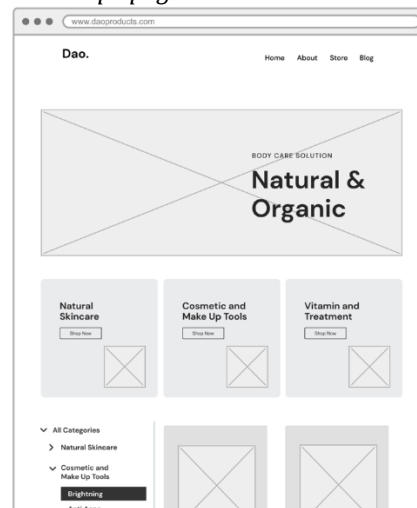 www.daoproducts.com
Dao.
Home About Store Blog
BODY CARE SOLUTION
Natural &
Organic
Natural
Skincare
Shop Now
Cosmetic and
Make Up Tools
Shop Now
Vitamin and
Treatment
Shop Now
All Categories
Natural Skincare
Cosmetic and
Make Up Tools
Brightning